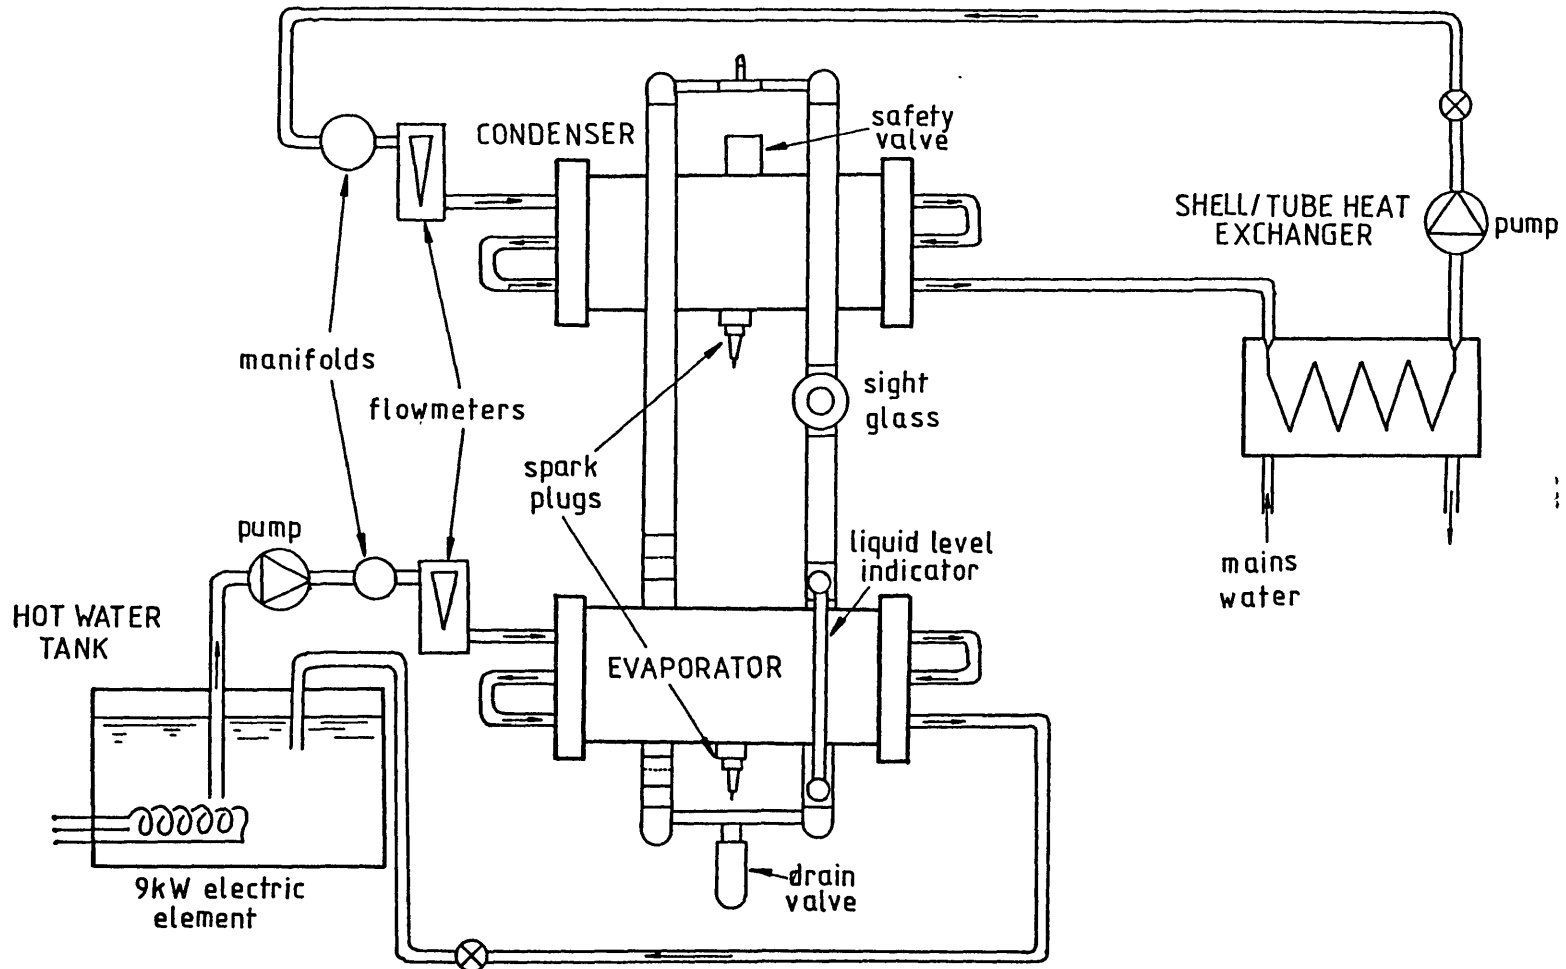 CONDENSER
safety
valve
SHELL/TUBE HEAT
EXCHANGER
pump
manifolds
flowmeters
sight
glass
spark
plugs
pump
liquid level
indicator
mains
water
HOT WATER
TANK
EVAPORATOR
9kW electric
element
drain
valve